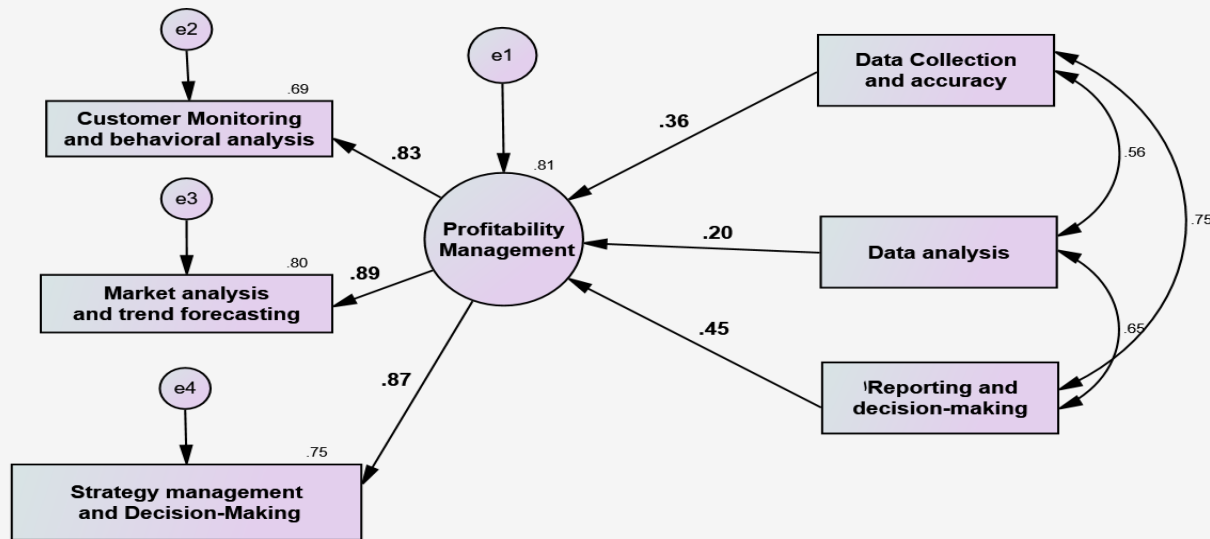 e2
e1
.69
Customer Monitoring
and behavioral analysis
.83
.81
Data Collection
and accuracy
.36
.56
e3
.80
Market analysis
and trend forecasting
.89
Profitability
Management
.20
Data analysis
.75
.65
.45
١Reporting and
decision-making
e4
.87
.75
Strategy management
and Decision-Making